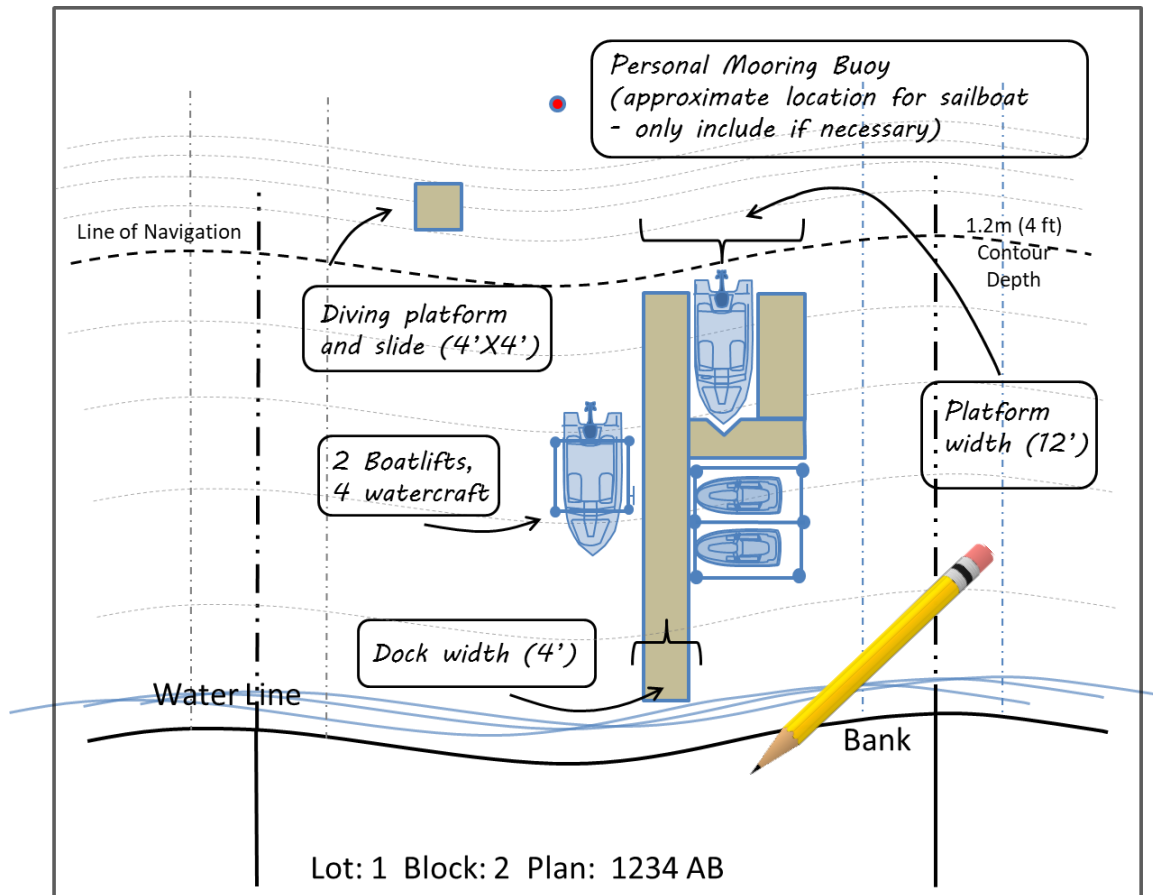 Personal Mooring Buoy
(approximate location for sailboat
- only include if necessary)
Line of Navigation
1.2m (4 ft)
Contour
Depth
Diving platform
and slide (4'X4')
Platform
width (12')
2 Boatlifts,
4 watercraft
Dock width (4')
Water Line
Bank
Lot: 1 Block: 2 Plan: 1234 AB